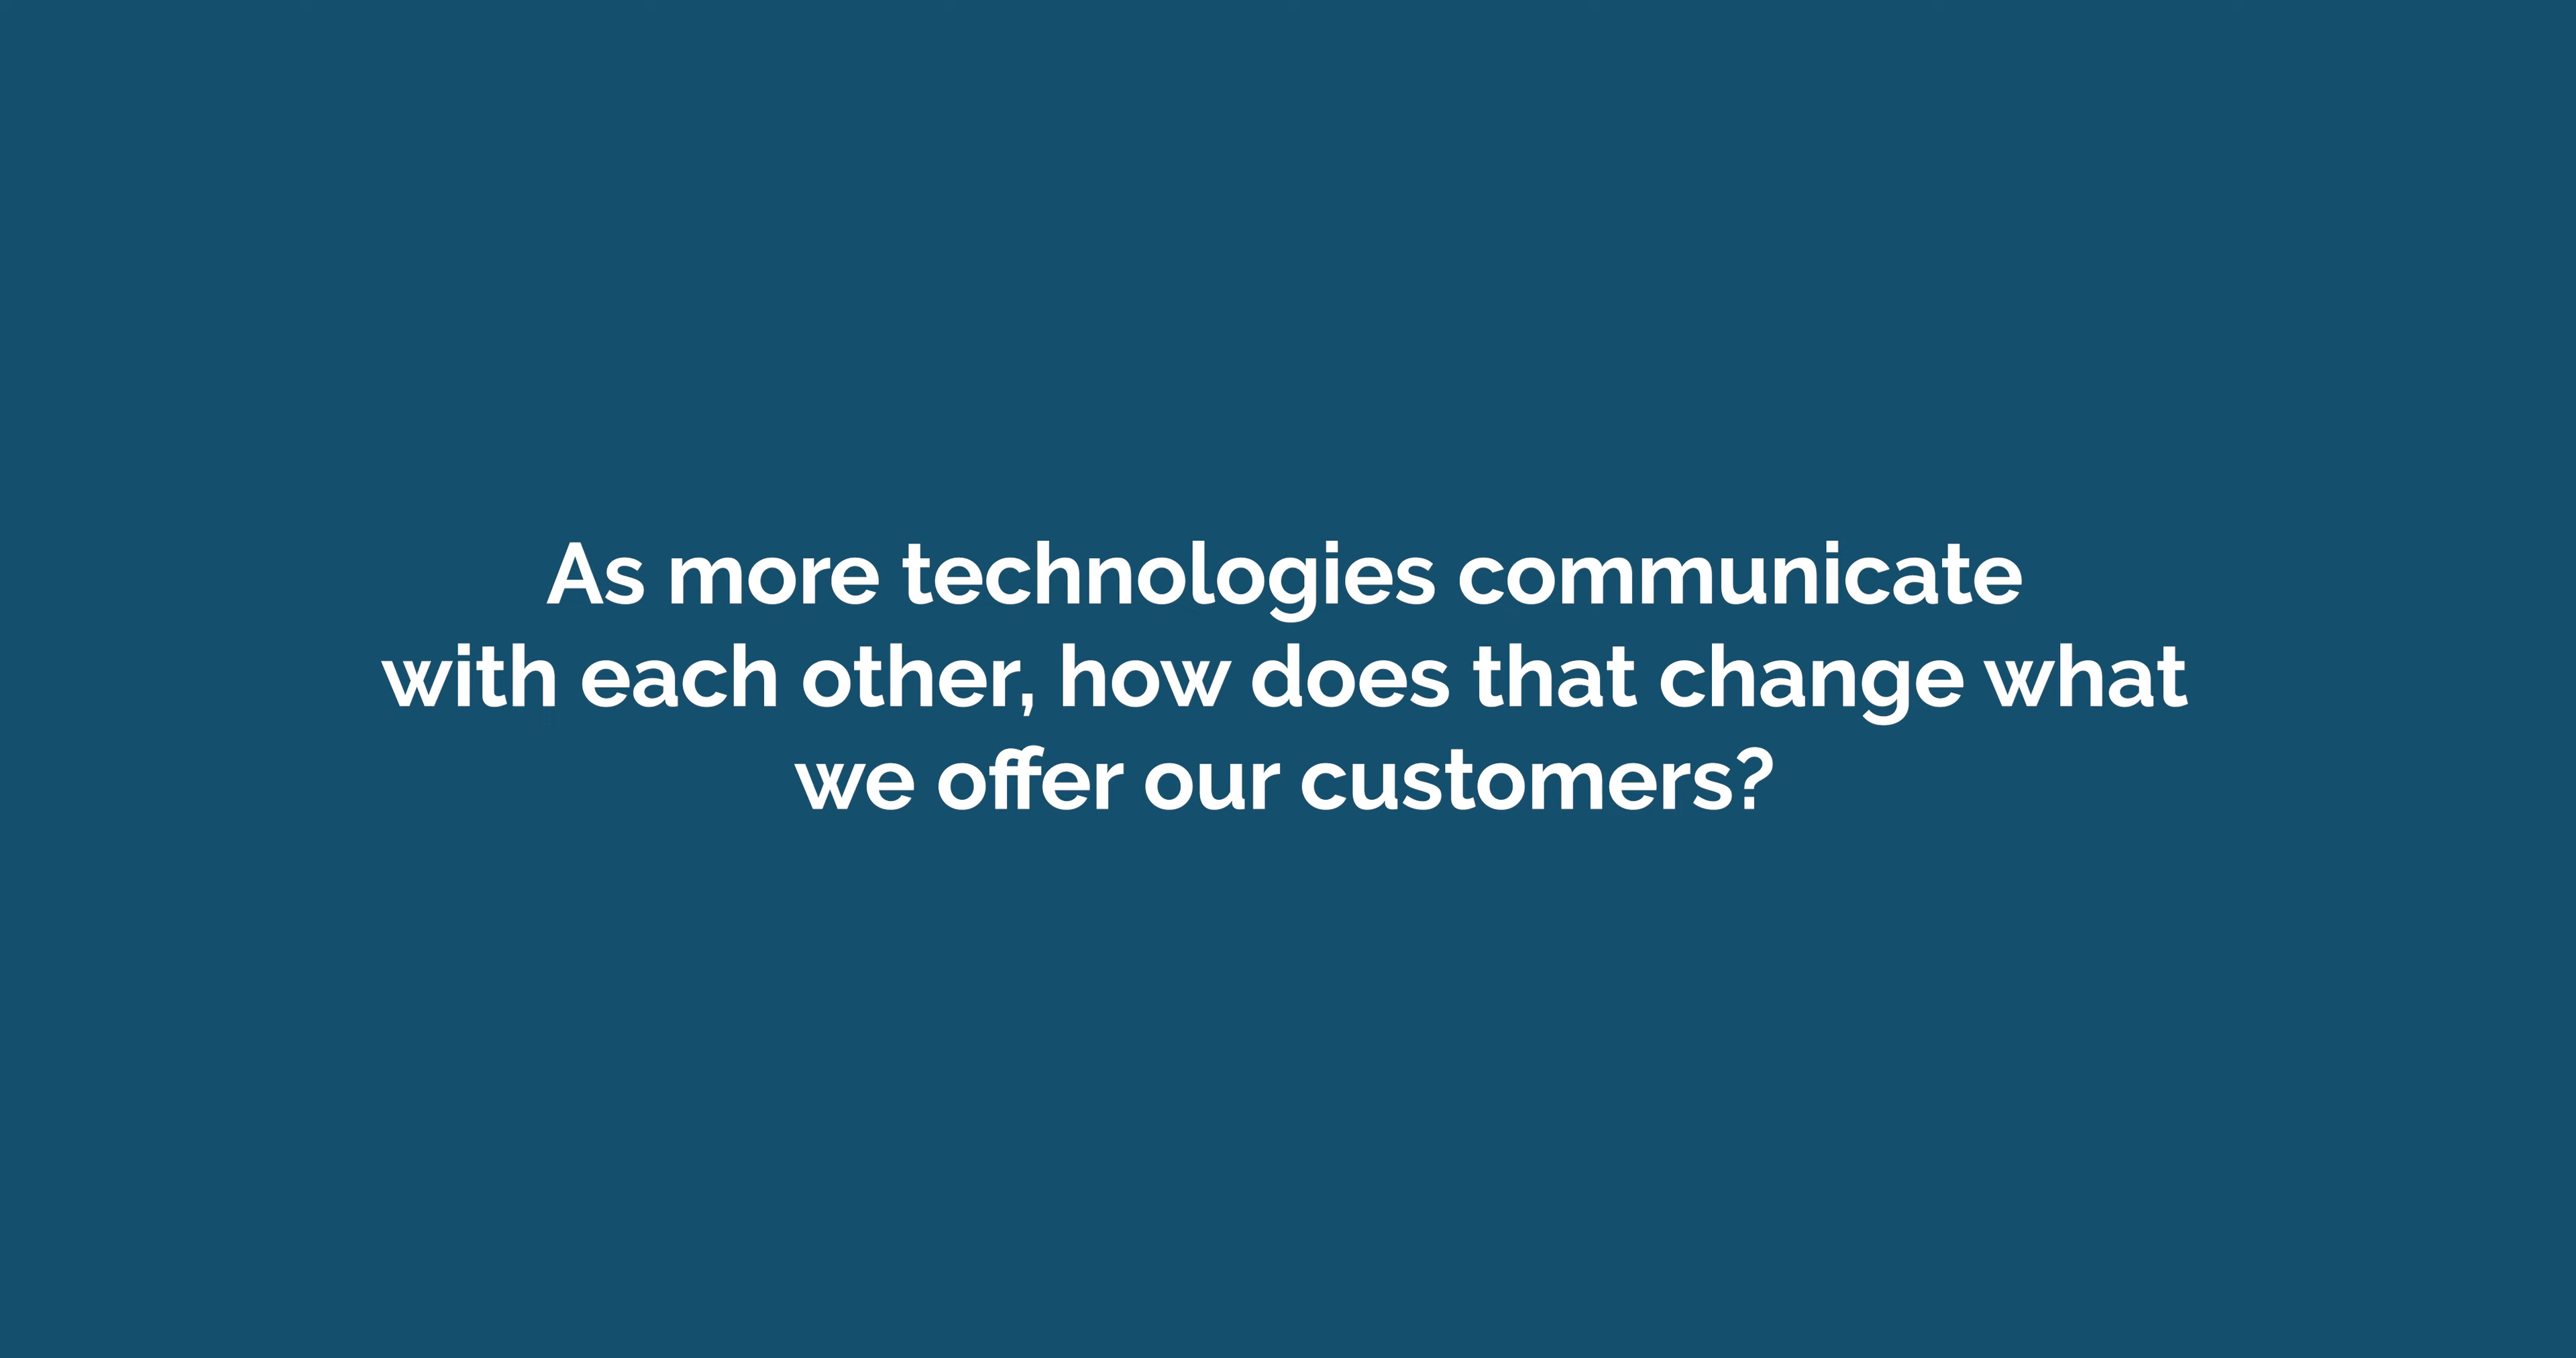 As more technologies communicate
with each other, how does that change what
we offer our customers?